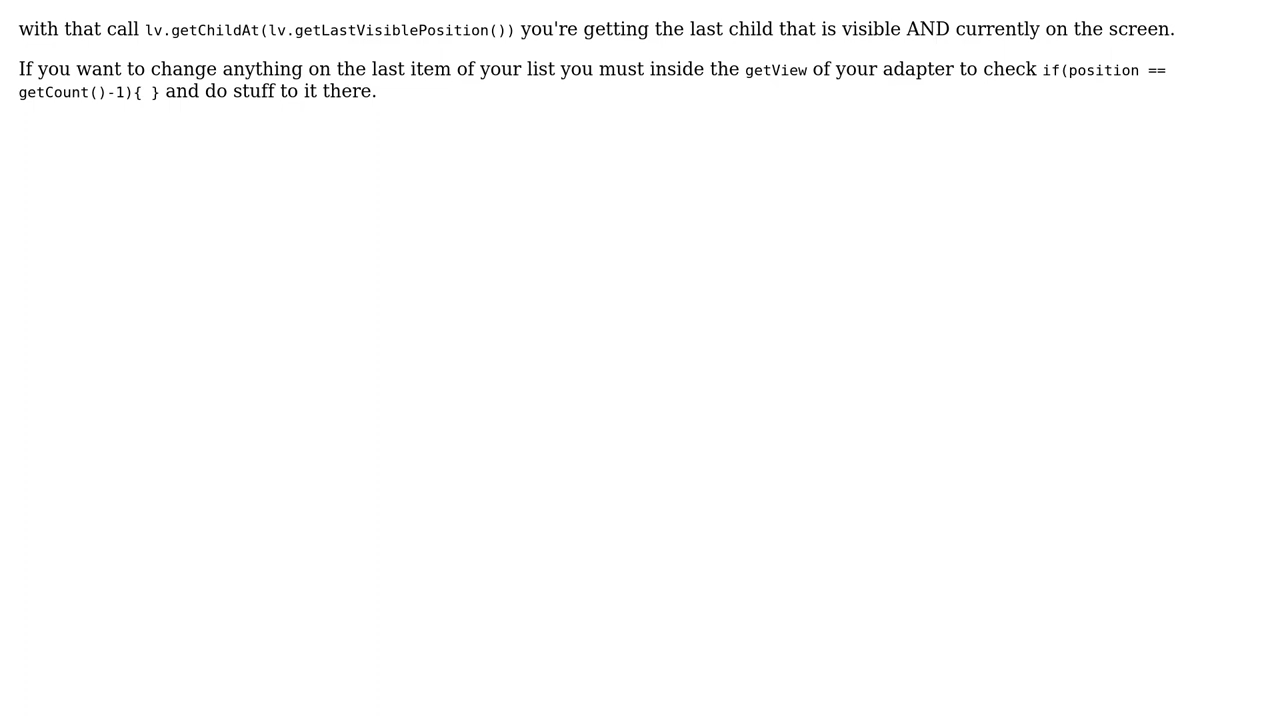 with that call lv.getChildAt(lv.getLastVisiblePosition()) you're getting the last child that is visible AND currently on the screen.
If you want to change anything on the last item of your list you must inside the getView of your adapter to check if(position ==
getCount()-1){ } and do stuff to it there.